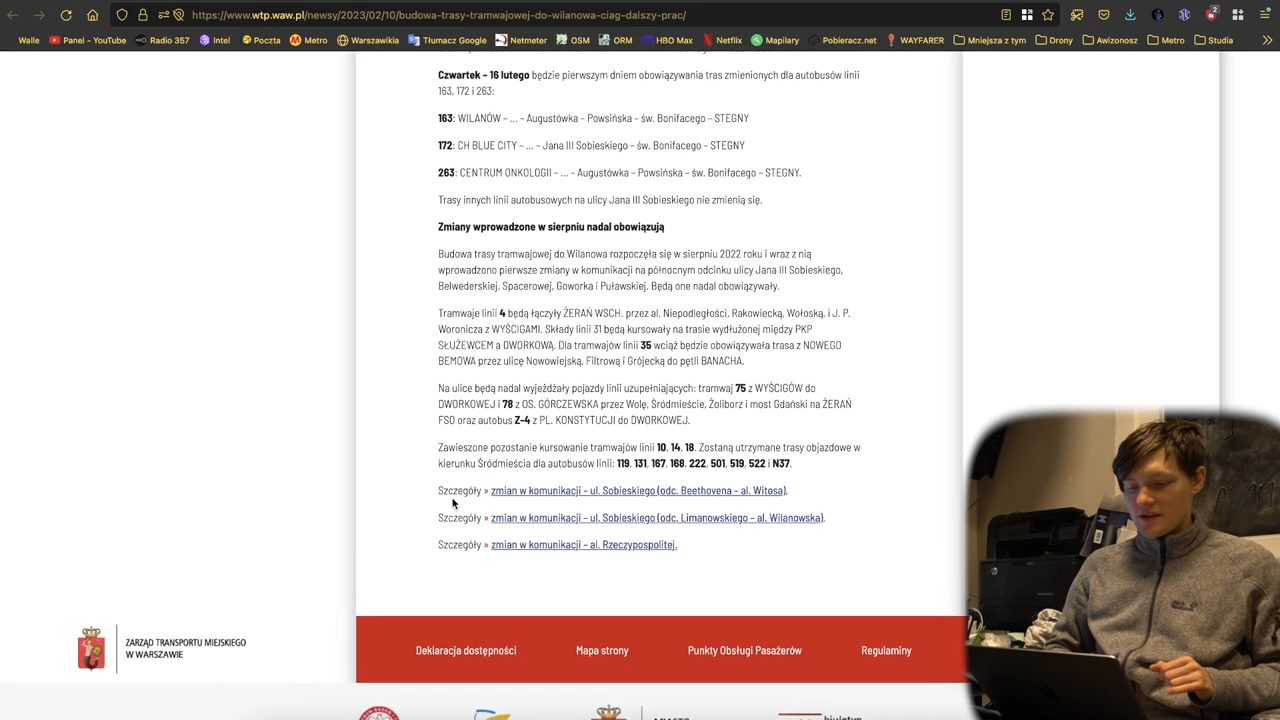 https://www.wtp.waw.pl/newsy/2023/02/10/budowa-trasy-tramwajowej-do-wilanowa-ciag-dalszy-prac/
2
Walle Panel - YouTube Radio 357 Intel Poczta Metro Warszawikia Tłumacz Google Netmeter OSM ORM HBO Max Netflix Mapilary Pobieracz.net WAYFARER Mniejsza z tym Drony Awizonosz Metro Studia
Czwartek – 16 lutego będzie pierwszym dniem obowiązywania tras zmienionych dla autobusów linii
163, 172 i 263:
163: WILANÓW – … – Augustówka – Powsińska – św. Bonifacego – STEGNY
172: CH BLUE CITY – … – Jana III Sobieskiego – św. Bonifacego – STEGNY
263: CENTRUM ONKOLOGII – … – Augustówka – Powsińska – św. Bonifacego – STEGNY.
Trasy innych linii autobusowych na ulicy Jana III Sobieskiego nie zmienią się.
Zmiany wprowadzone w sierpniu nadal obowiązują
Budowa trasy tramwajowej do Wilanowa rozpoczęła się w sierpniu 2022 roku i wraz z nią
wprowadzono pierwsze zmiany w komunikacji na północnym odcinku ulicy Jana III Sobieskiego,
Belwederskiej, Spacerowej, Goworka i Puławskiej. Będą one nadal obowiązywały.
Tramwaje linii 4 będą łączyły ŻERAŃ WSCH. przez al. Niepodległości, Rakowiecką, Wołoską, i J. P.
Woronicza z WYŚCIGAMI. Składy linii 31 będą kursowały na trasie wydłużonej między PKP
SŁUŻEWCEM a DWORKOWĄ. Dla tramwajów linii 35 wciąż będzie obowiązywała trasa z NOWEGO
BEMOWA przez ulicę Nowowiejską, Filtrową i Grójecką do pętli BANACHA.
Na ulice będą nadal wyjeżdżały pojazdy linii uzupełniających: tramwaj 75 z WYŚCIGÓW do
DWORKOWEJ i 78 z OS. GÓRCZEWSKA przez Wolę, Śródmieście, Żoliborz i most Gdański na ŻERAŃ
FSO oraz autobus Z-4 z PL. KONSTYTUCJI do DWORKOWEJ.
Zawieszone pozostanie kursowanie tramwajów linii 10, 14, 18. Zostaną utrzymane trasy objazdowe w
kierunku Śródmieścia dla autobusów linii: 119, 131, 167, 168, 222, 501, 519, 522 i N37.
Szczegóły » zmian w komunikacji – ul. Sobieskiego (odc. Beethovena – al. Witosa).
Szczegóły » zmian w komunikacji – ul. Sobieskiego (odc. Limanowskiego – al. Wilanowska).
Szczegóły » zmian w komunikacji – al. Rzeczypospolitej.
ZARZĄD TRANSPORTU MIEJSKIEGO
W WARSZAWIE
Deklaracja dostępności Mapa strony Punkty Obsługi Pasażerów Regulaminy
biuletyn